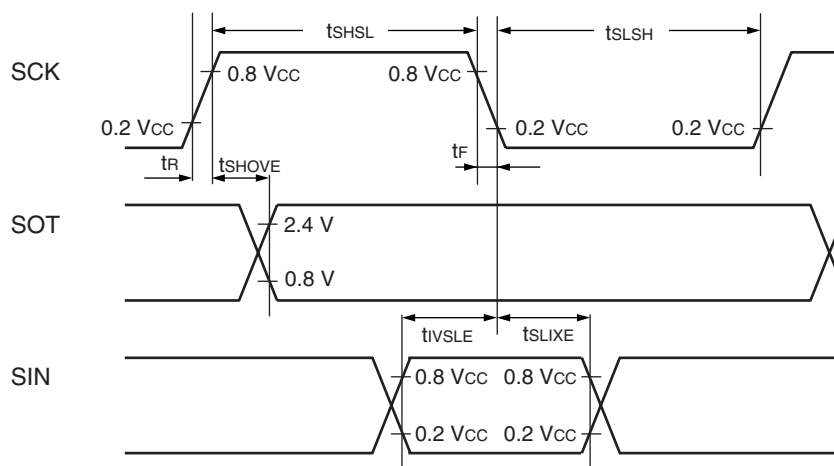 tSHSL tSLSH
SCK 0.8 VCC 0.8 VCC
0.2 VCC 0.2 VCC 0.2 VCC
tR tSHOVE tF
SOT 2.4 V
0.8 V
tIVSLE tSLIXE
SIN 0.8 VCC 0.8 VCC
0.2 VCC 0.2 VCC